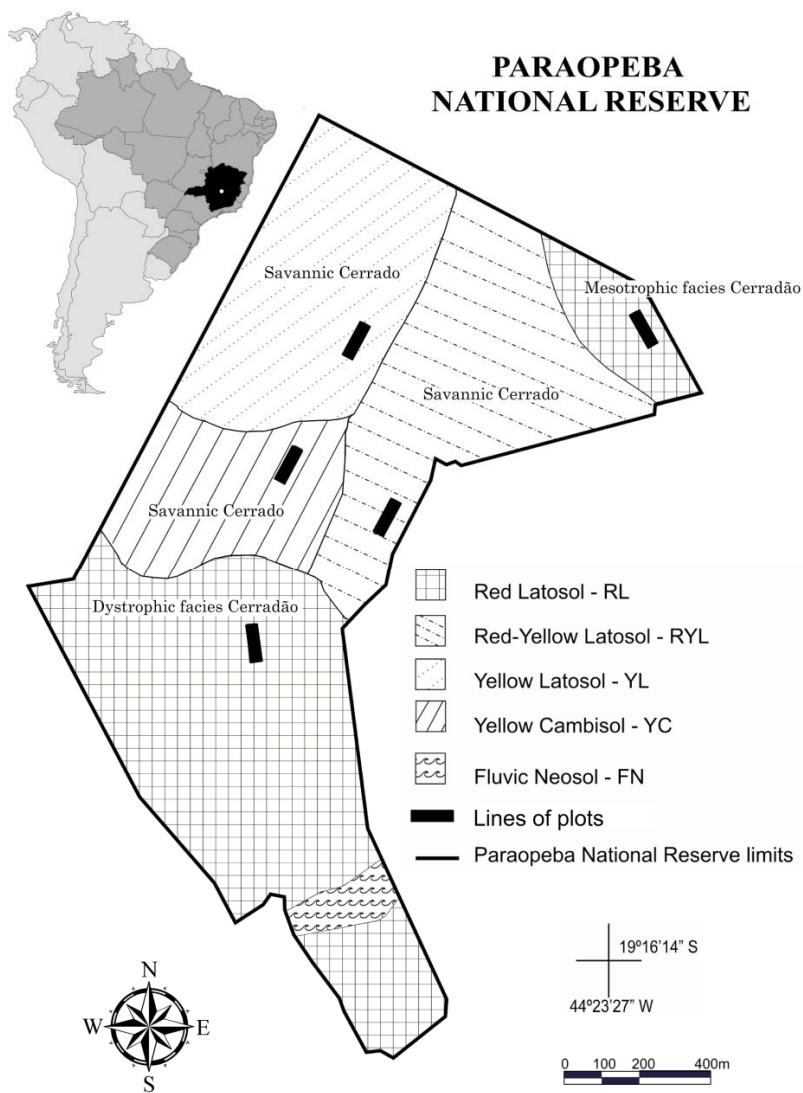 PARAOPEBA
NATIONAL RESERVE
Savannic Cerrado
Mesotrophic facies Cerradão
Savannic Cerrado
Savannic Cerrado
Dystrophic facies Cerradão
Red Latosol - RL
Red-Yellow Latosol - RYL
Yellow Latosol - YL
Yellow Cambisol - YC
Fluvic Neosol - FN
Lines of plots
Paraopeba National Reserve limits
19º16’14” S
44º23’27” W
N
W E
S
0 100 200 400m